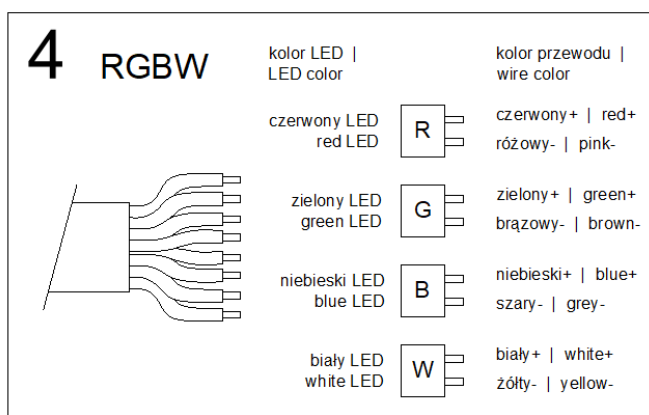 4 RGBW
kolor LED |
LED color
kolor przewodu |
wire color
czerwony LED
red LED
R
czerwony+ | red+
różowy- | pink-
zielony LED
green LED
G
zielony+ | green+
brązowy- | brown-
niebieski LED
blue LED
B
niebieski+ | blue+
szary- | grey-
biały LED
white LED
W
biały+ | white+
żółty- | yellow-